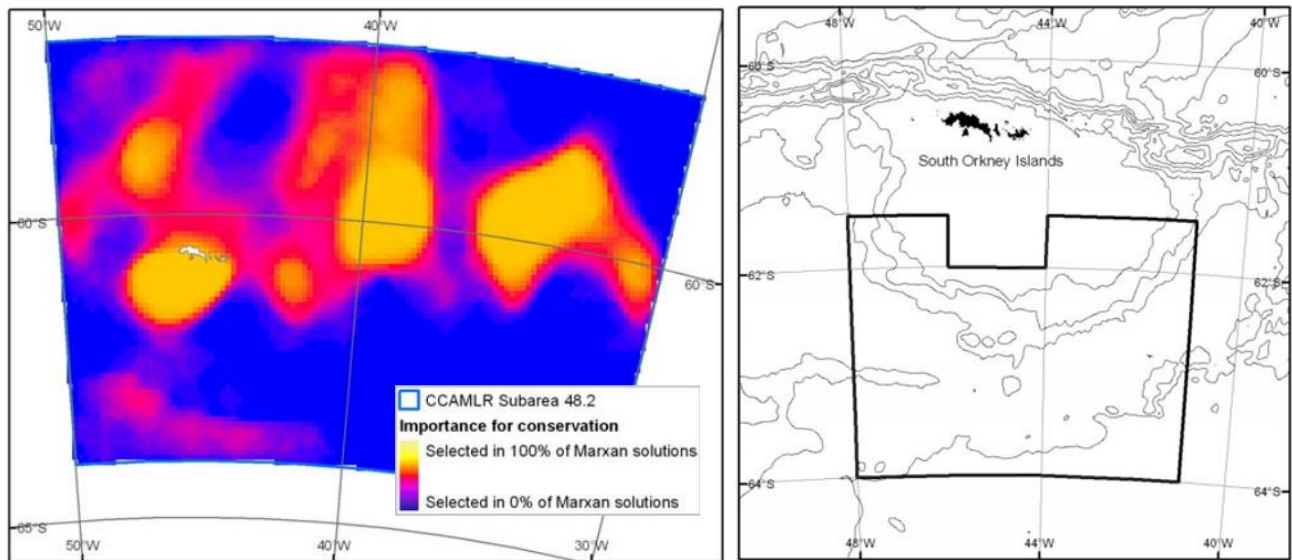 50°W
40°W
60°S
60°S
65°S
50°W
40°W
30°W
CCAMLR Subarea 48.2
Importance for conservation
Selected in 100% of Marxan solutions
Selected in 0% of Marxan solutions
48°W
44°W
40°W
60°S
60°S
South Orkney Islands
62°S
62°S
64°S
64°S
48°W
44°W
40°W